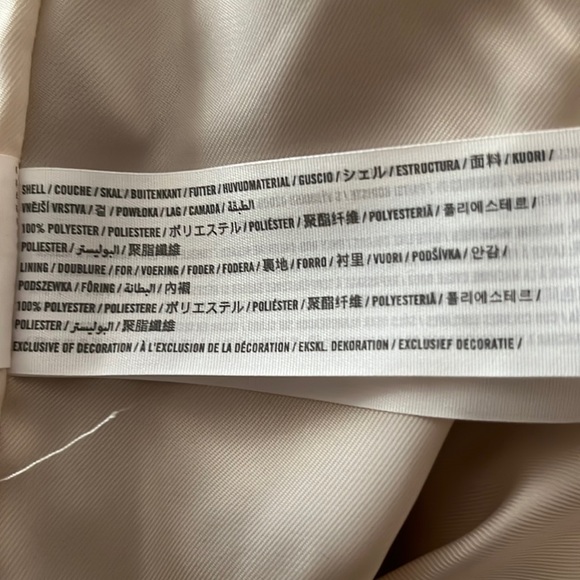 SHELL / COUCHE / SKAL / BUITENKANT / FUTTER / HUVUDMATERIAL / GUSCIO / シェル / ESTRUCTURA / 面料 / KUORI /
VNĚJŠÍ VRSTVA / 겉 / POWŁOKA / LAG / CAMADA / الطبقة
100% POLYESTER / POLIESTERE / ポリエステル / POLIÉSTER / 聚酯纤维 / POLYESTERIÄ / 폴리에스테르 /
POLIESTER / البوليستر / 聚脂纖維
LINING / DOUBLURE / FOR / VOERING / FODER / FODERA / 裏地 / FORRO / 衬里 / VUORI / PODŠÍVKA / 안감 /
PODSZEWKA / FÔRING / البطانة / 內襯
100% POLYESTER / POLIESTERE / ポリエステル / POLIÉSTER / 聚酯纤维 / POLYESTERIÄ / 폴리에스테르 /
POLIESTER / البوليستر / 聚脂纖維
EXCLUSIVE OF DECORATION / À L'EXCLUSION DE LA DÉCORATION / EKSKL. DEKORATION / EXCLUSIEF DECORATIE /